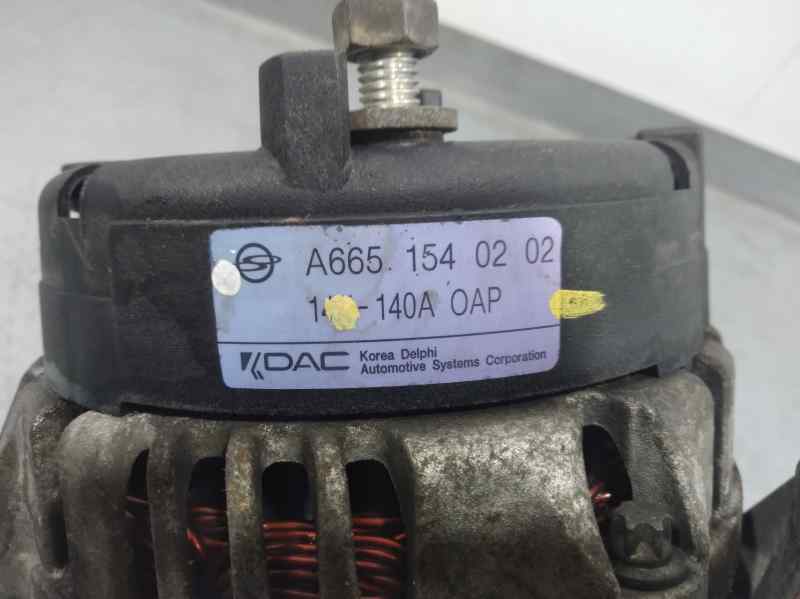 A665 154 02 02
140A OAP
KDAC Korea Delphi
Automotive Systems Corporation